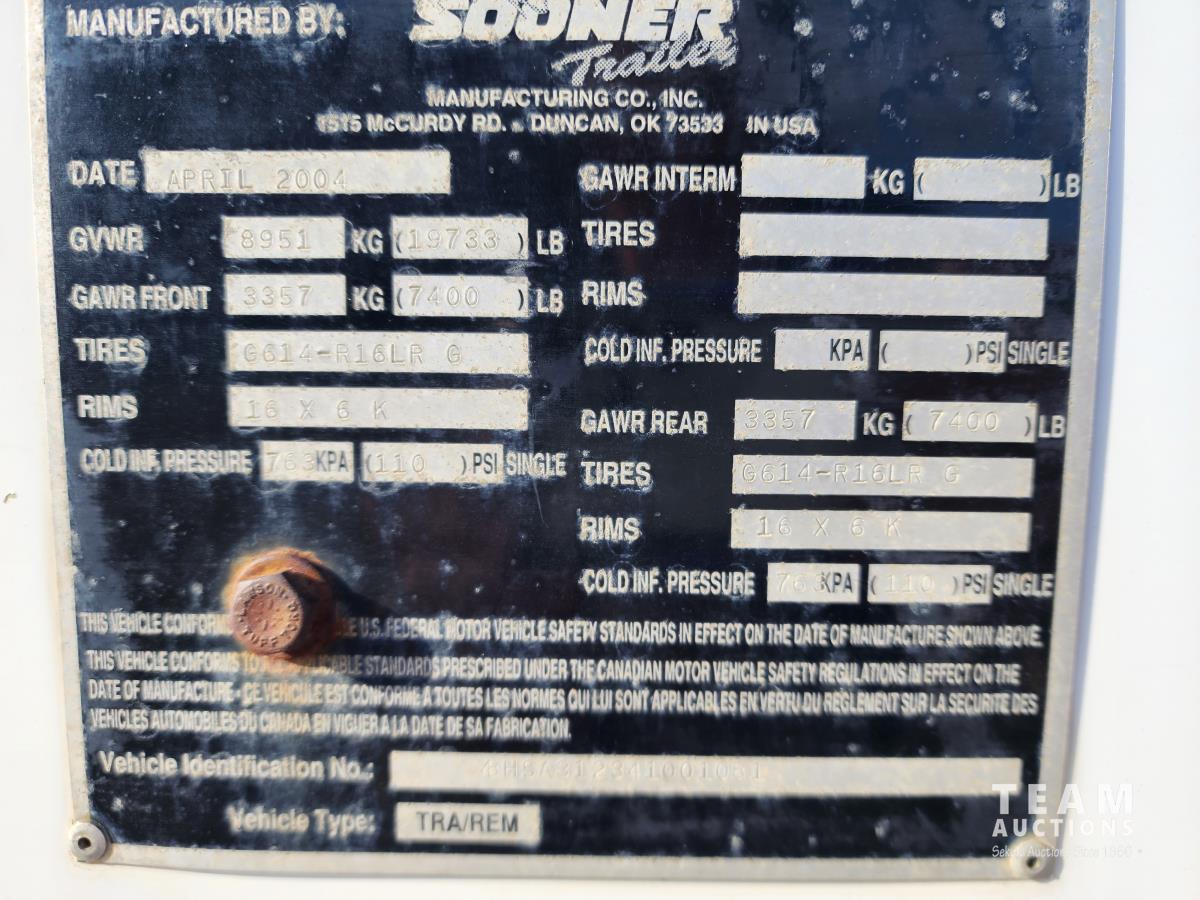 MANUFACTURED BY: SOONER
Trailer
MANUFACTURING CO., INC.
1515 McCURDY RD. DUNCAN, OK 73533 IN USA
DATE APRIL 2004
GVWR 8951 KG (19733) LB
GAWR FRONT 3357 KG (7400) LB
TIRES G614-R16LR G
RIMS 16 X 6 K
COLD INF. PRESSURE 763 KPA (110) PSI SINGLE
GAWR INTERM KG ( ) LB
TIRES
RIMS
COLD INF. PRESSURE KPA ( ) PSI SINGLE
GAWR REAR 3357 KG (7400) LB
TIRES G614-R16LR G
RIMS 16 X 6 K
COLD INF. PRESSURE 763 KPA (110) PSI SINGLE
THIS VEHICLE U.S. FEDERAL MOTOR VEHICLE SAFETY STANDARDS IN EFFECT ON THE DATE OF MANUFACTURE SHOWN ABOVE.
THIS VEHICLE CONFORMS STANDARDS PRESCRIBED UNDER THE CANADIAN MOTOR VEHICLE SAFETY REGULATIONS IN EFFECT ON THE
DATE OF MANUFACTURE - CE VEHICULE EST CONFORME A TOUTES LES NORMES QUI LUI SONT APPLICABLES EN VERTU DU REGLEMENT SUR LA SECURITE DES
VEHICLES AUTOMOBILES DU CANADA EN VIGUER A LA DATE DE SA FABRICATION.
Vehicle Identification No.:
Vehicle Type: TRA/REM
TEAM
AUCTIONS